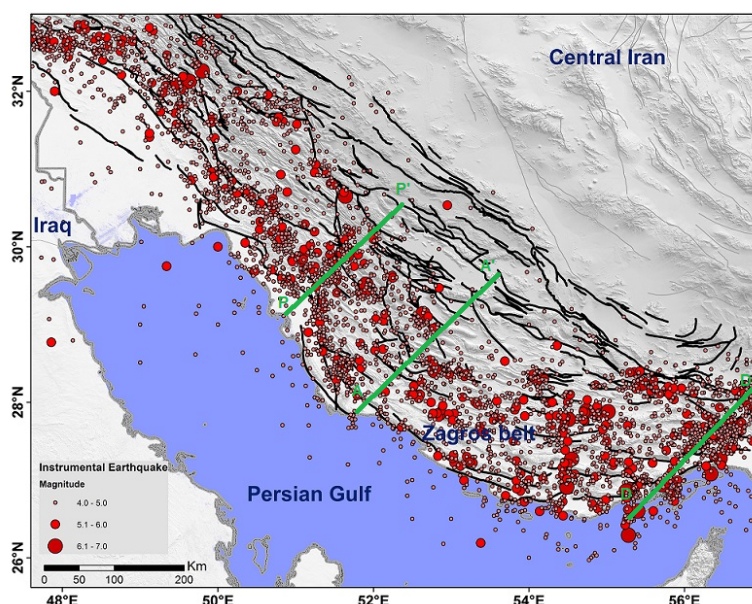 Central Iran
32°N
P'
Iraq
30°N
A'
P
28°N
D
A
Zagros belt
Instrumental Earthquake
Magnitude
4.0 - 5.0
5.1 - 6.0
6.1 - 7.0
Persian Gulf
D
26°N
Km
0 50 100 200
48°E 50°E 52°E 54°E 56°E